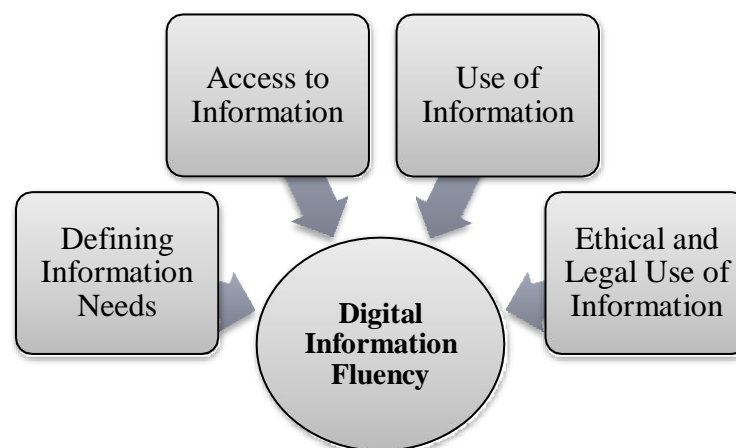 Access to
Information
Use of
Information
Defining
Information
Needs
Ethical and
Legal Use of
Information
Digital
Information
Fluency